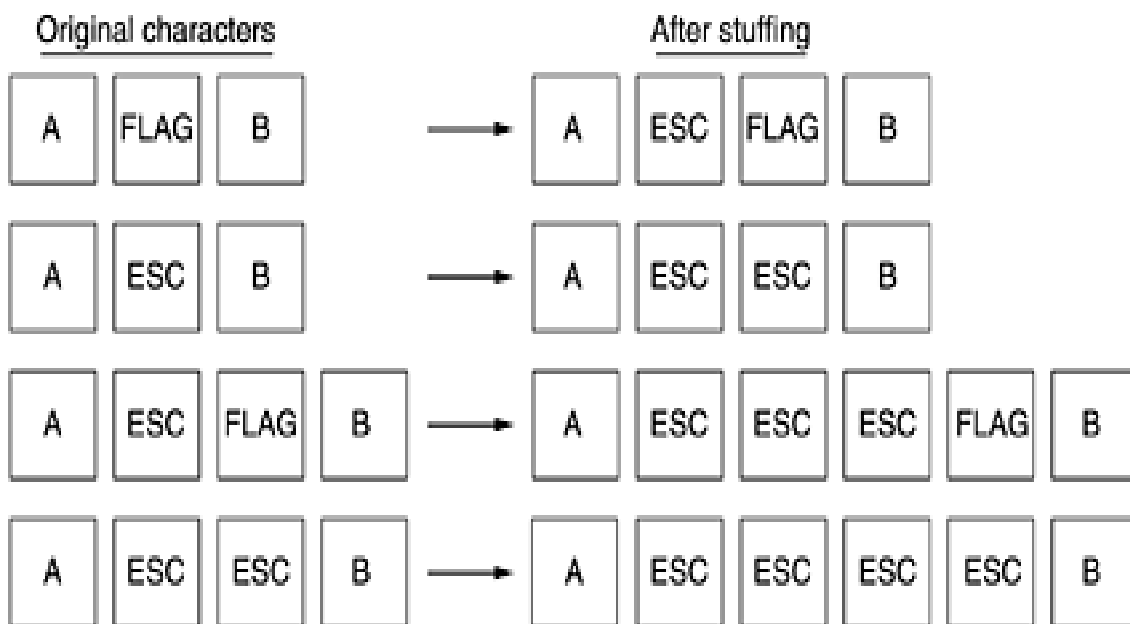 Original characters After stuffing
A FLAG B A ESC FLAG B
A ESC B A ESC ESC B
A ESC FLAG B A ESC ESC ESC FLAG B
A ESC ESC B A ESC ESC ESC ESC B